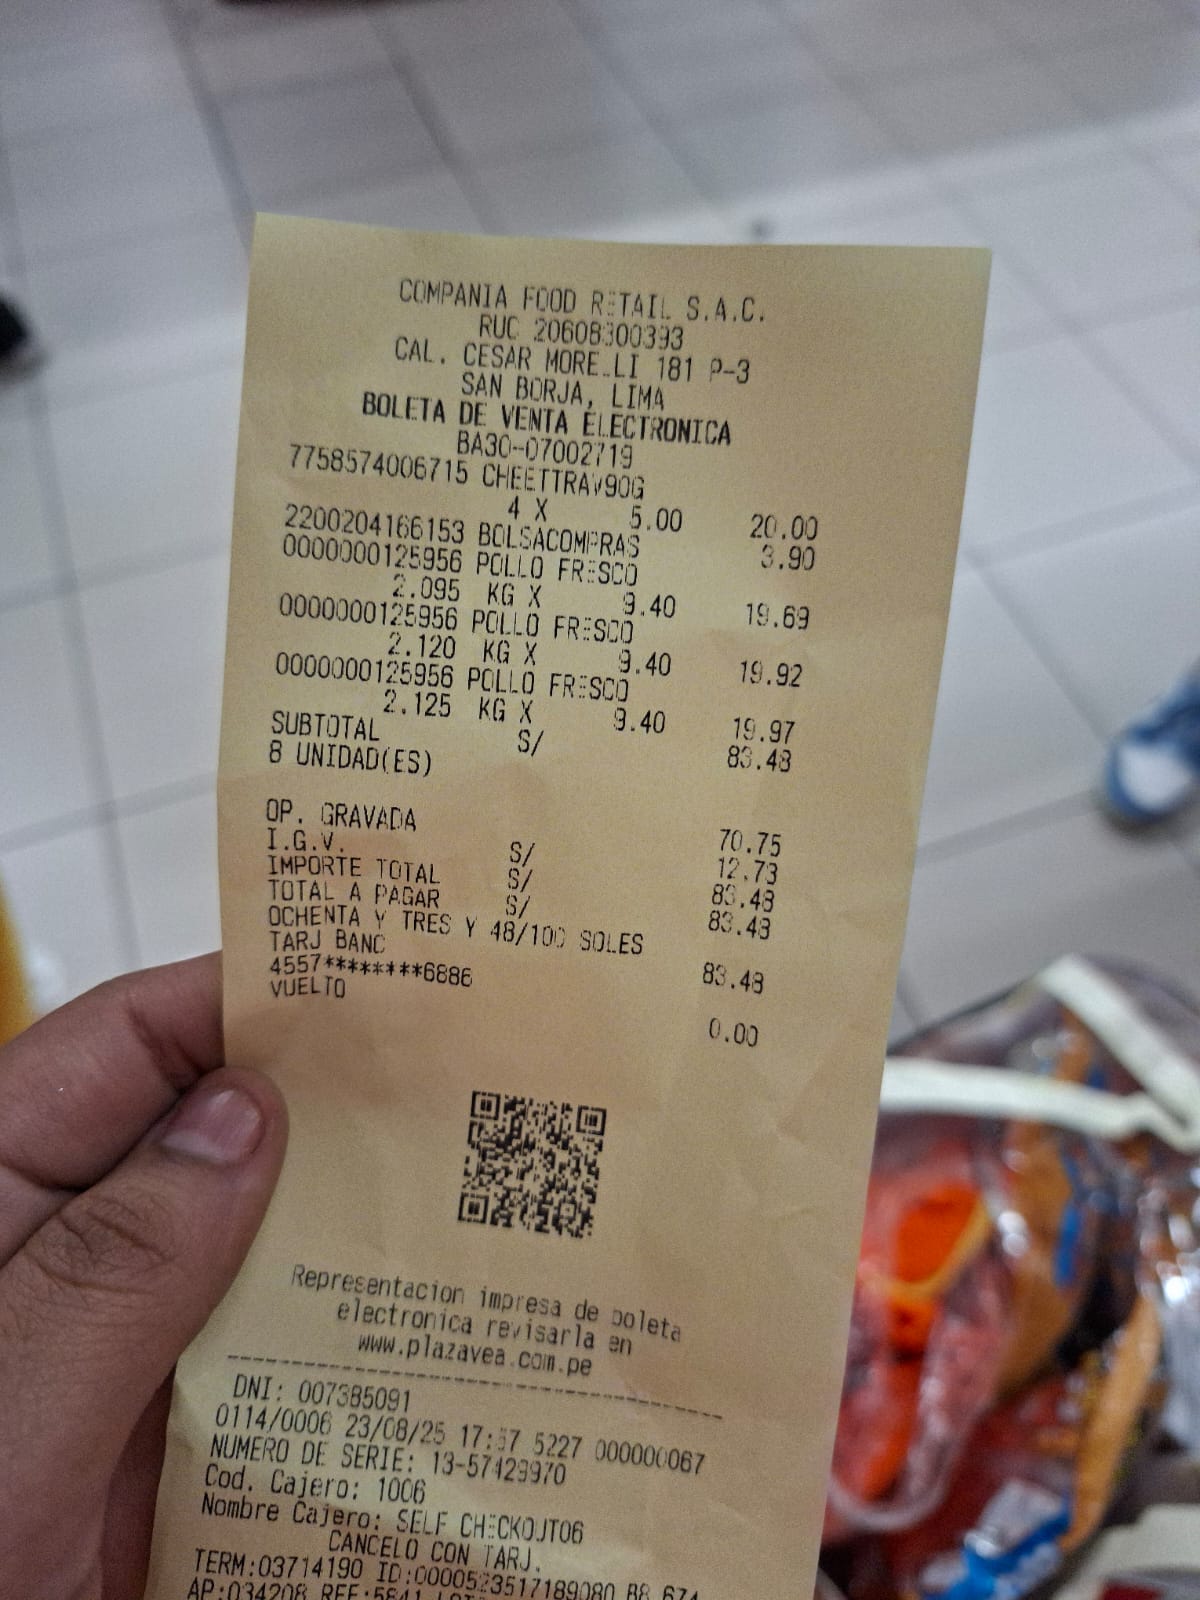 COMPANIA FOOD RETAIL S.A.C.
RUC 20608300393
CAL. CESAR MORELLI 181 P-3
SAN BORJA, LIMA
BOLETA DE VENTA ELECTRONICA
BA30-07002719
7758574006715 CHEETTRAV90G
4 X 5.00 20.00
2200204166153 BOLSACOMPRAS 3.90
0000000125956 POLLO FRESCO
2.095 KG X 9.40 19.69
0000000125956 POLLO FRESCO
2.120 KG X 9.40 19.92
0000000125956 POLLO FRESCO
2.125 KG X 9.40 19.97
SUBTOTAL S/ 83.48
8 UNIDAD(ES)
OP. GRAVADA 70.75
I.G.V. S/ 12.73
IMPORTE TOTAL S/ 83.48
TOTAL A PAGAR S/ 83.48
OCHENTA Y TRES Y 48/100 SOLES
TARJ BANC 83.48
4557********6886
VUELTO 0.00
Representacion impresa de boleta
electronica revisarla en
www.plazavea.com.pe
DNI: 007385091
0114/0006 23/08/25 17:57 5227 000000067
NUMERO DE SERIE: 13-57429970
Cod. Cajero: 1006
Nombre Cajero: SELF CHECKOUT06
CANCELO CON TARJ.
TERM:03714190 ID:0000523517189080 B8 674
AP:034208 REF:5841